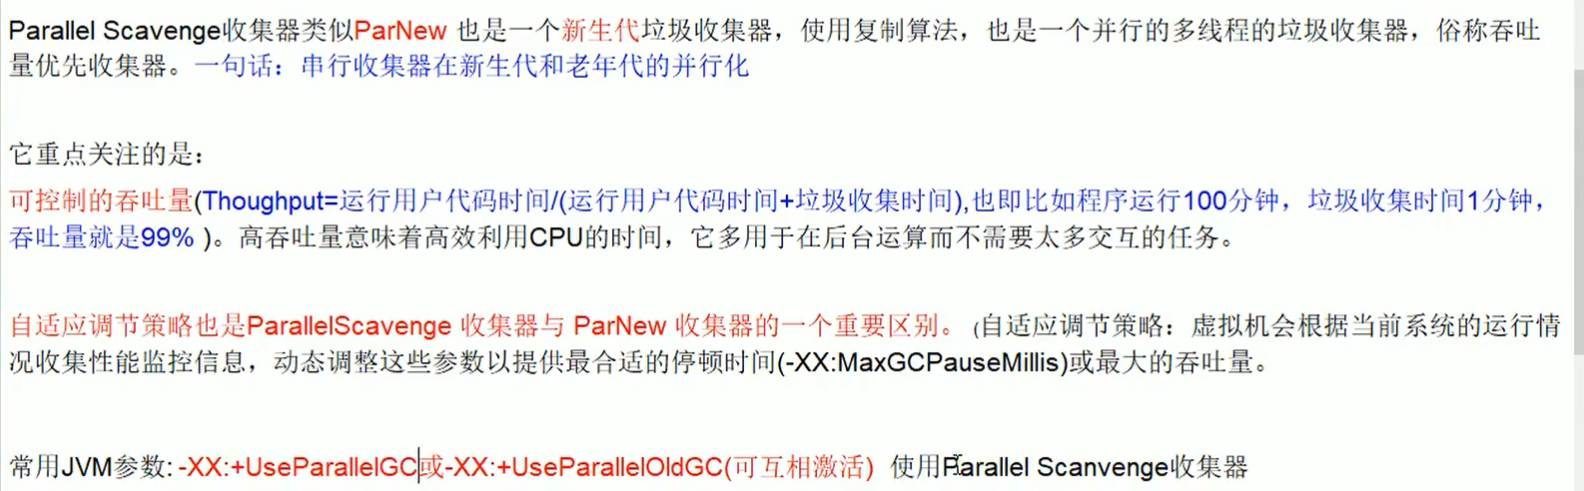 Parallel Scavenge收集器类似ParNew 也是一个新生代垃圾收集器，使用复制算法，也是一个并行的多线程的垃圾收集器，俗称吞吐
量优先收集器。一句话：串行收集器在新生代和老年代的并行化
它重点关注的是：
可控制的吞吐量(Thoughput=运行用户代码时间/(运行用户代码时间+垃圾收集时间),也即比如程序运行100分钟，垃圾收集时间1分钟，
吞吐量就是99% )。高吞吐量意味着高效利用CPU的时间，它多用于在后台运算而不需要太多交互的任务。
自适应调节策略也是ParallelScavenge 收集器与 ParNew 收集器的一个重要区别。(自适应调节策略：虚拟机会根据当前系统的运行情
况收集性能监控信息，动态调整这些参数以提供最合适的停顿时间(-XX:MaxGCPauseMillis)或最大的吞吐量。
常用JVM参数: -XX:+UseParallelGC或-XX:+UseParallelOldGC(可互相激活) 使用Parallel Scanvenge收集器